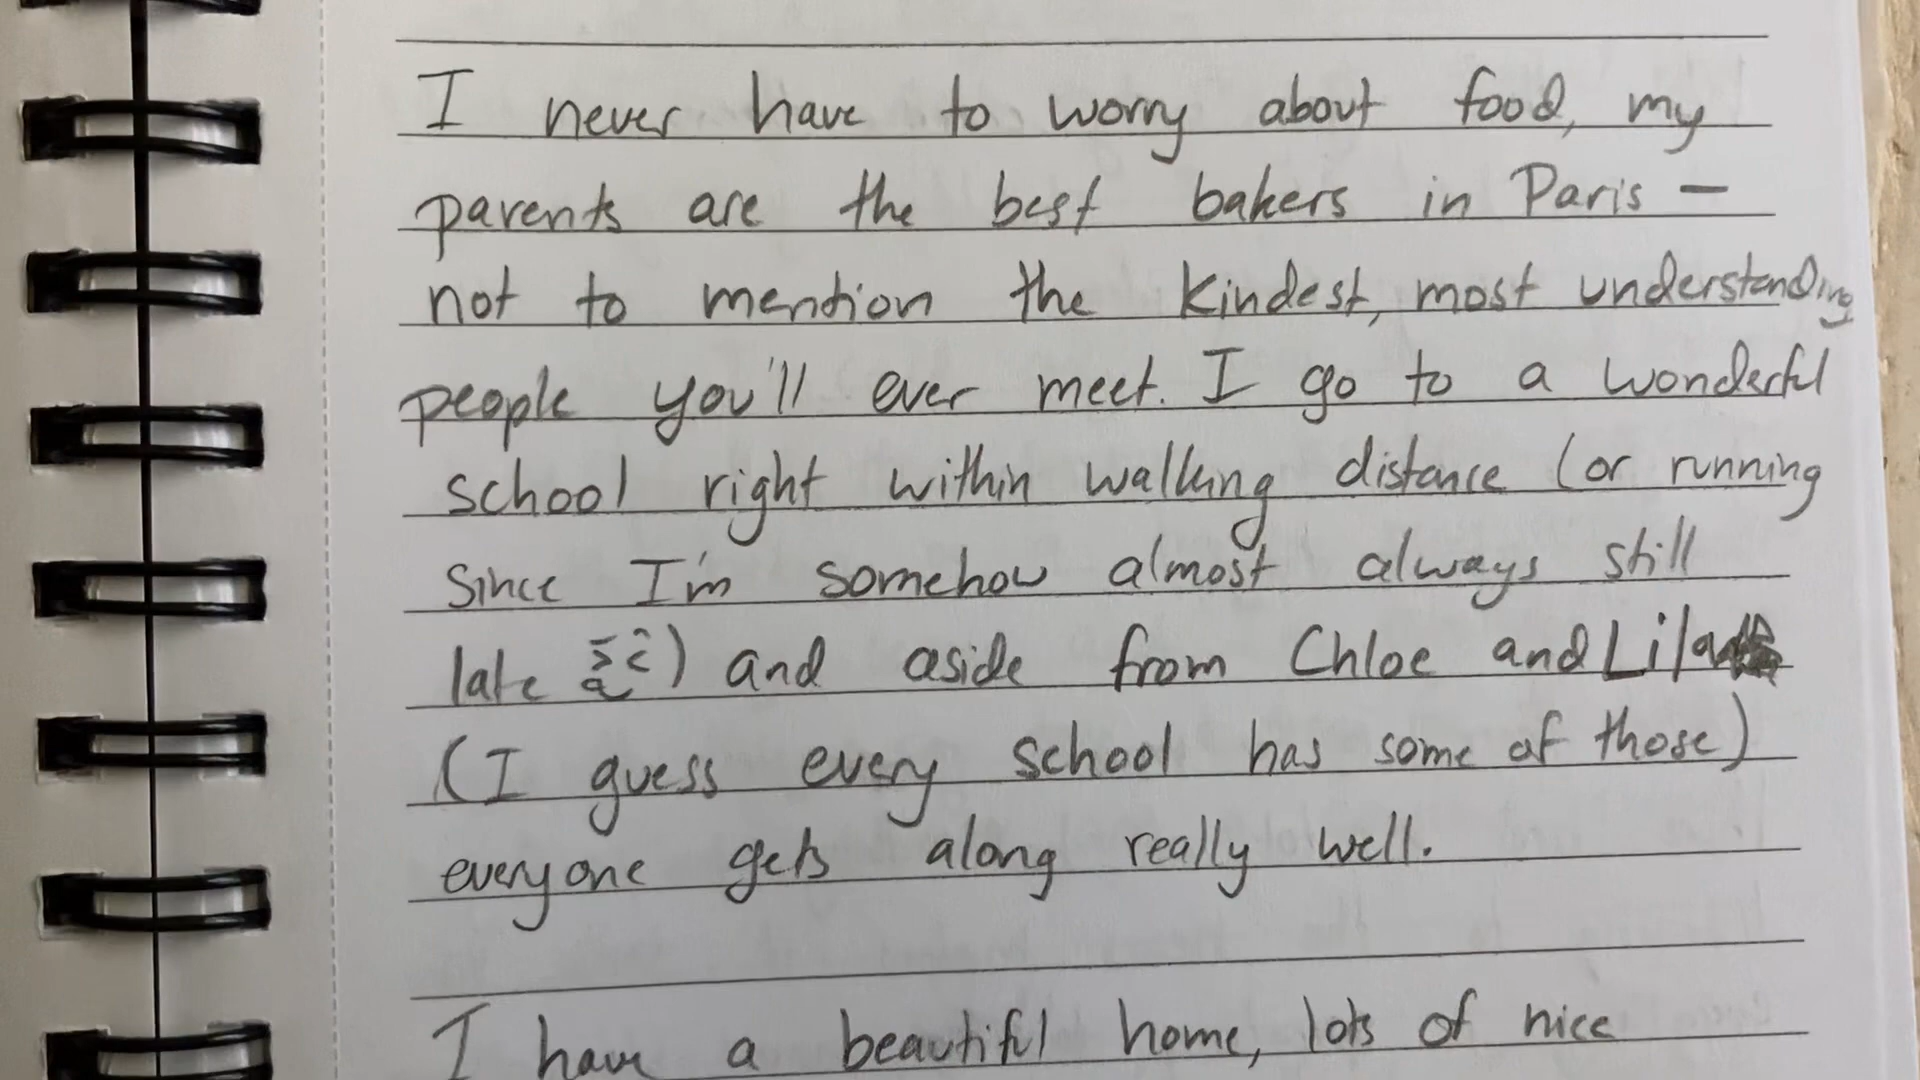 I never have to worry about food, my
parents are the best bakers in Paris –
not to mention the kindest, most understanding
people you'll ever meet. I go to a wonderful
school right within walking distance (or running
since I'm somehow almost always still
late) and aside from Chloe and Lila
(I guess every school has some of those)
everyone gets along really well.
I have a beautiful home, lots of nice